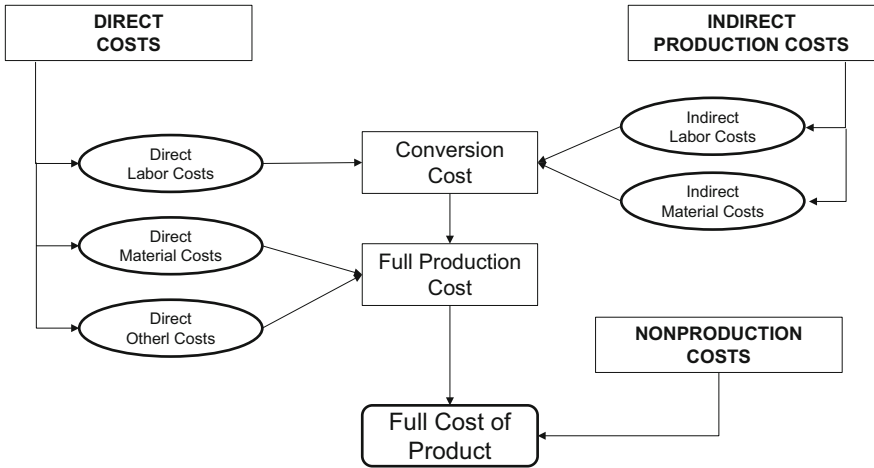 DIRECT
COSTS
INDIRECT
PRODUCTION COSTS
Direct
Labor Costs
Conversion
Cost
Indirect
Labor Costs
Indirect
Material Costs
Direct
Material Costs
Full Production
Cost
Direct
Otherl Costs
NONPRODUCTION
COSTS
Full Cost of
Product